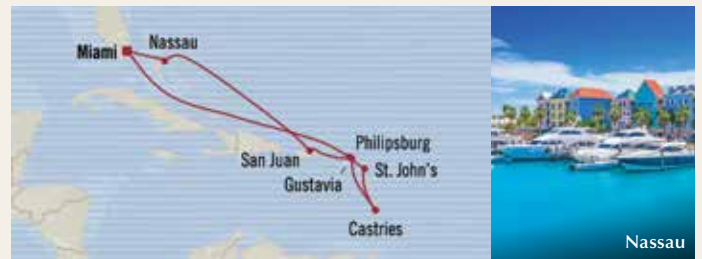 Miami
Nassau
San Juan
Philipsburg
Gustavia
St. John's
Castries
Nassau